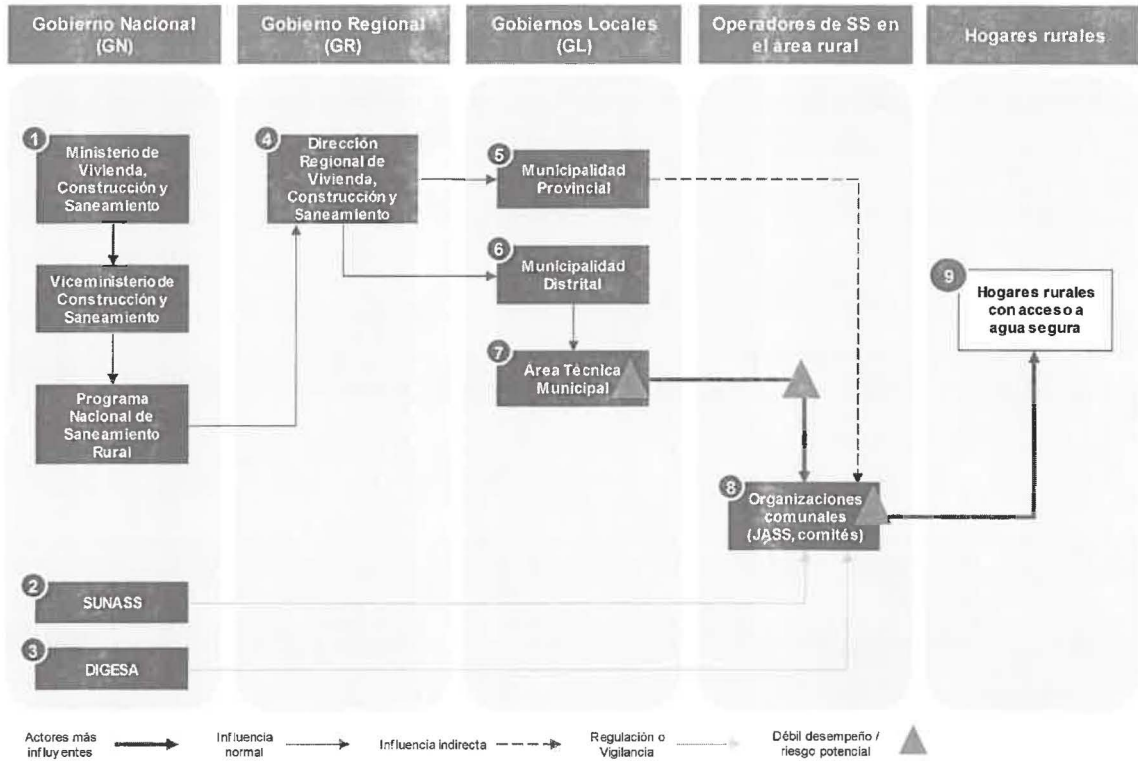 Gobierno Nacional
(GN)
Gobierno Regional
(GR)
Gobiernos Locales
(GL)
Operadores de SS en
el área rural
Hogares rurales
1
Ministerio de
Vivienda,
Construcción y
Saneamiento
Viceministerio de
Construcción y
Saneamiento
Programa
Nacional de
Saneamiento
Rural
2
SUNASS
3
DIGESA
4
Dirección
Regional de
Vivienda,
Construcción y
Saneamiento
5
Municipalidad
Provincial
6
Municipalidad
Distrital
7
Área Técnica
Municipal
8
Organizaciones
comunales
(JASS, comités)
9
Hogares rurales
con acceso a
agua segura
Actores más
influyentes
Influencia
normal
Influencia indirecta
Regulación o
Vigilancia
Débil desempeño /
riesgo potencial